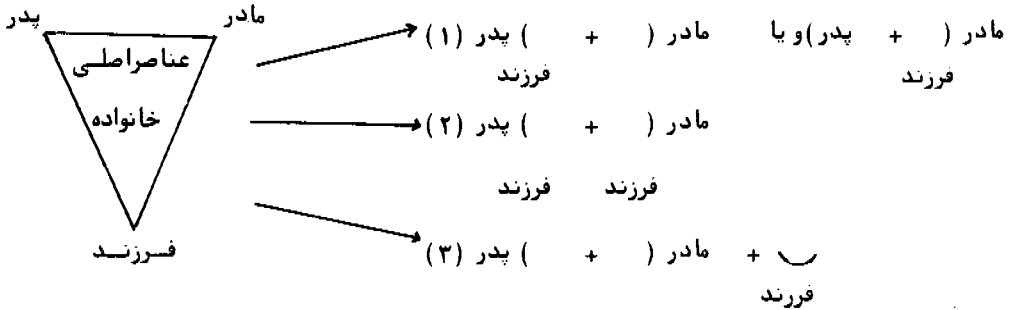 پدر مادر
عناصر اصلی
خانواده
فرزند
(۱) پدر ( + ) مادر و یا (پدر + ) مادر
فرزند فرزند
(۲) پدر ( + ) مادر
فرزند فرزند
(۳) پدر ( + ) مادر +
فررند